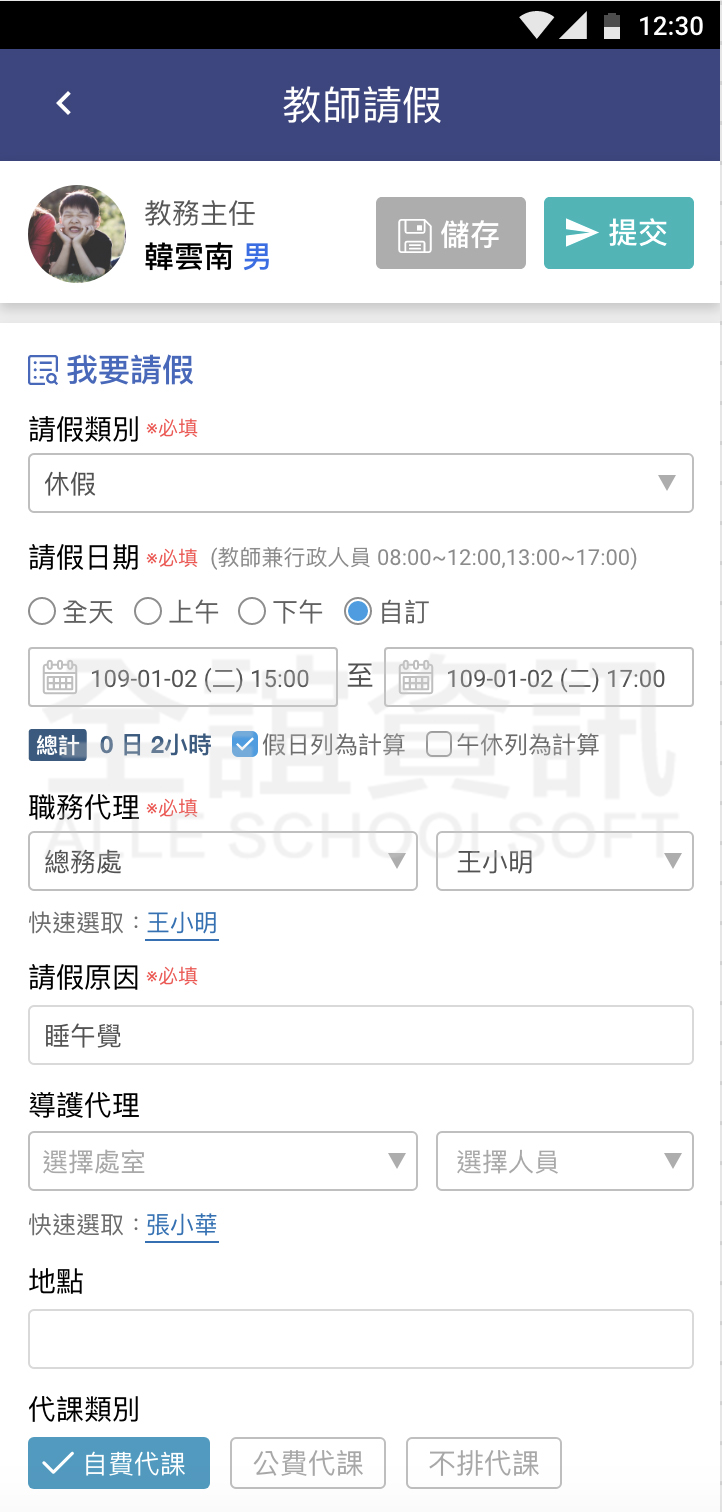 12:30
教師請假
教務主任
韓雲南 男
儲存
提交
我要請假
請假類別 ※必填
休假
請假日期 ※必填 (教師兼行政人員 08:00~12:00,13:00~17:00)
全天 上午 下午 自訂
109-01-02 (二) 15:00 至 109-01-02 (二) 17:00
全誼資訊
總計 0 日 2小時 假日列為計算 午休列為計算
職務代理 ※必填
ALLE SCHOOLSOFT
總務處 王小明
快速選取：王小明
請假原因 ※必填
睡午覺
導護代理
選擇處室 選擇人員
快速選取：張小華
地點
代課類別
自費代課 公費代課 不排代課